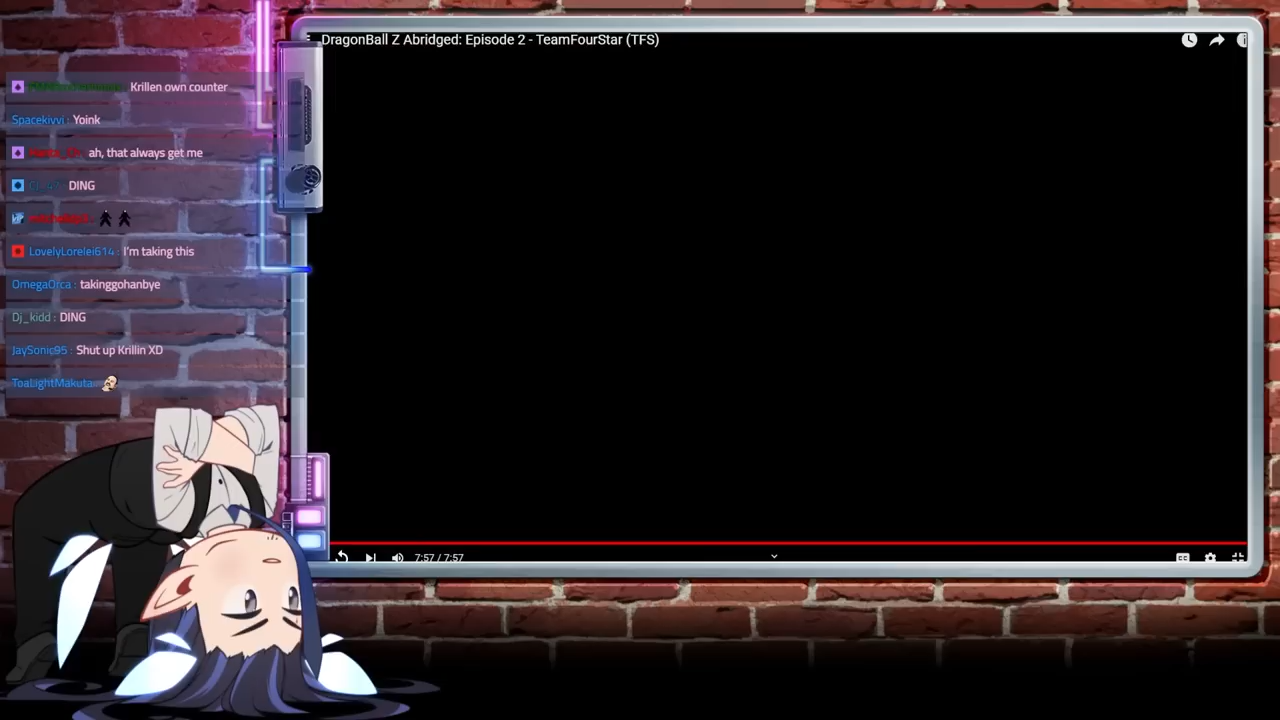 DragonBall Z Abridged: Episode 2 - TeamFourStar (TFS)
Krillen own counter
Spacekivvi : Yoink
ah, that always get me
DING
LovelyLorelei614 : I'm taking this
OmegaOrca : takinggohanbye
Dj_kidd : DING
JaySonic95 : Shut up Krillin XD
ToaLightMakuta :
7:57 / 7:57